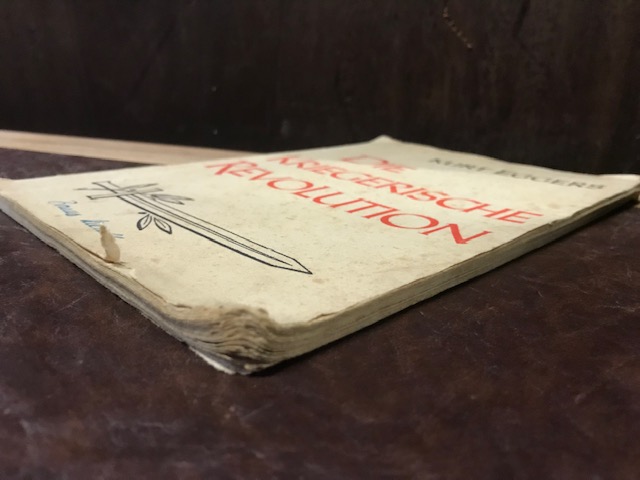 KURT EGGERS
DIE
KRIEGERISCHE
REVOLUTION